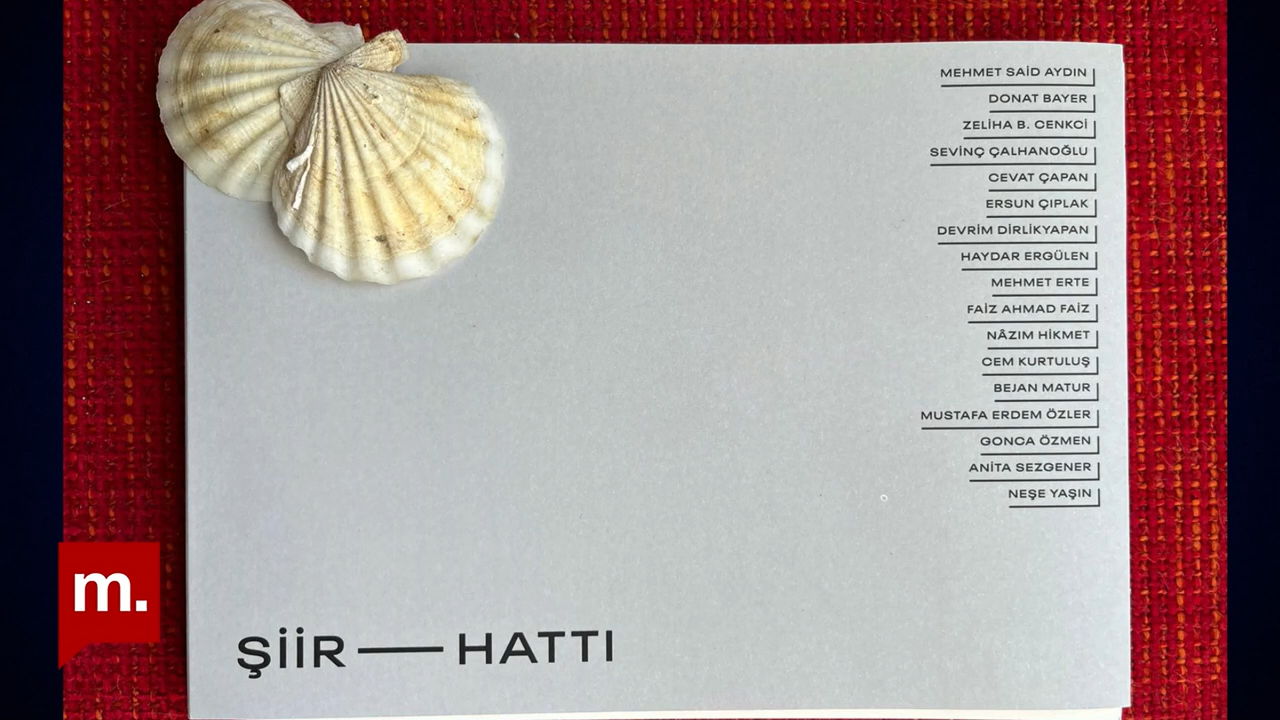 MEHMET SAİD AYDIN
DONAT BAYER
ZELİHA B. CENKCİ
SEVİNÇ ÇALHANOĞLU
CEVAT ÇAPAN
ERSUN ÇIPLAK
DEVRİM DİRLİKYAPAN
HAYDAR ERGÜLEN
MEHMET ERTE
FAİZ AHMAD FAİZ
NÂZIM HİKMET
CEM KURTULUŞ
BEJAN MATUR
MUSTAFA ERDEM ÖZLER
GONCA ÖZMEN
ANİTA SEZGENER
NEŞE YAŞIN
m.
ŞİİR — HATTI